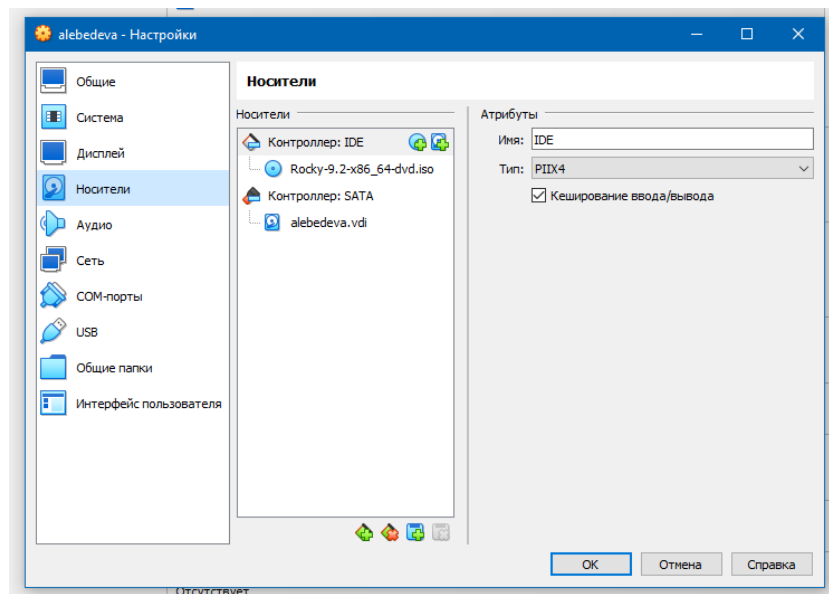 alebedeva - Настройки
Общие
Система
Дисплей
Носители
Аудио
Сеть
COM-порты
USB
Общие папки
Интерфейс пользователя
Носители
Носители
Контроллер: IDE
Rocky-9.2-x86_64-dvd.iso
Контроллер: SATA
alebedeva.vdi
Атрибуты
Имя: IDE
Тип: PIIX4
Кеширование ввода/вывода
OK Отмена Справка
Отсутствует